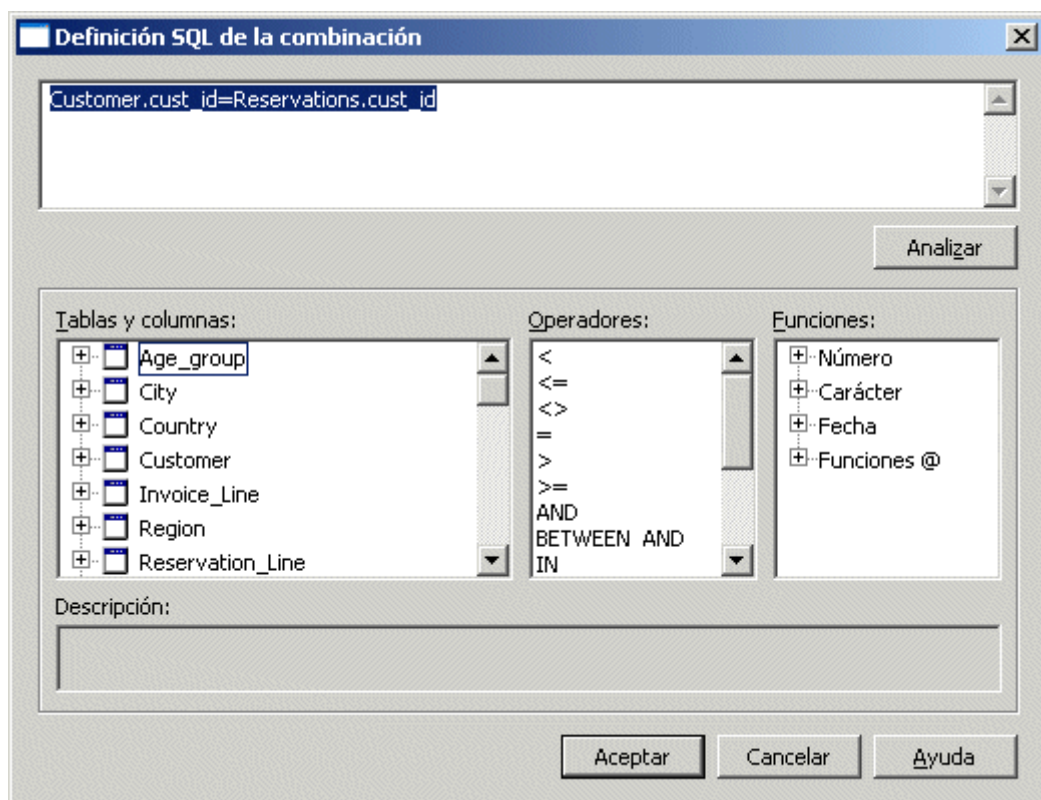 Definición SQL de la combinación
Customer.cust_id=Reservations.cust_id
Analizar
Tablas y columnas:
Age_group
City
Country
Customer
Invoice_Line
Region
Reservation_Line
Operadores:
<
<=
<>
=
>
>=
AND
BETWEEN AND
IN
Funciones:
Número
Carácter
Fecha
Funciones @
Descripción:
Aceptar
Cancelar
Ayuda